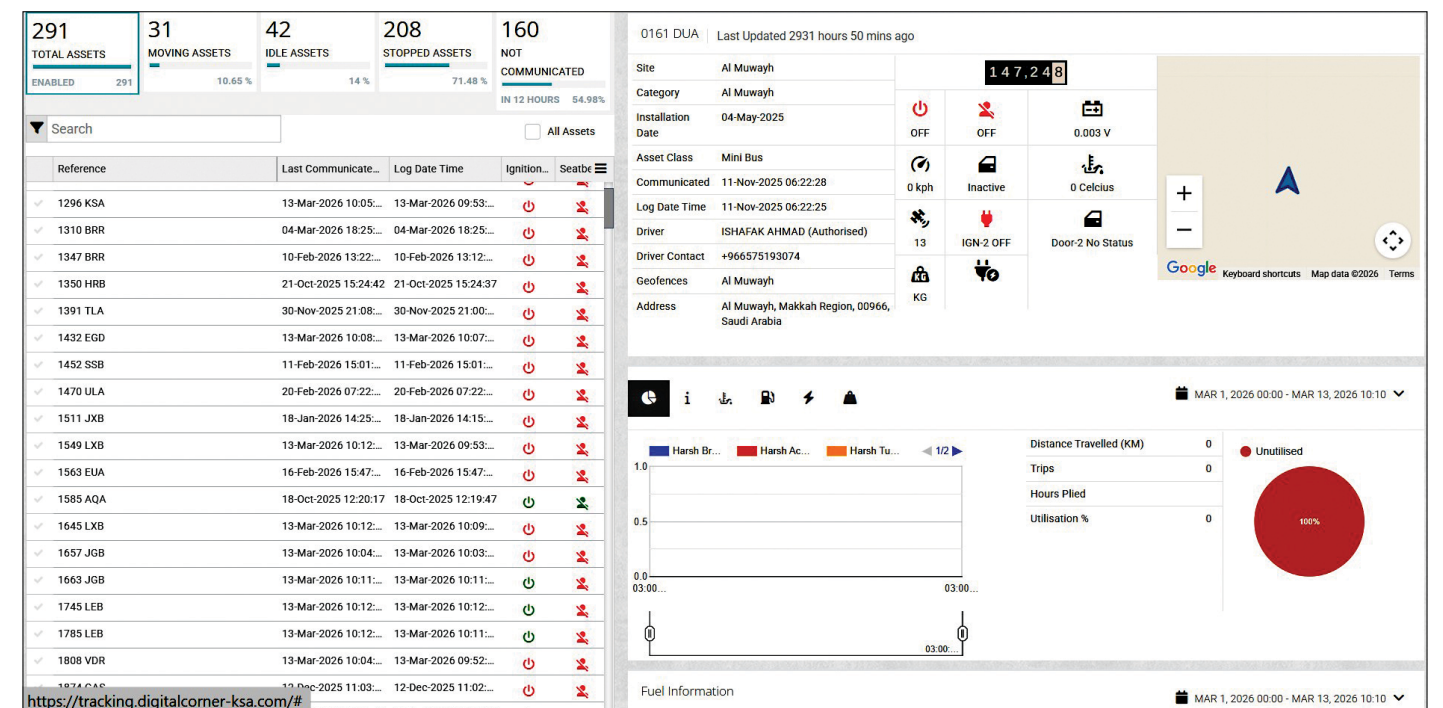 291
TOTAL ASSETS
ENABLED 291
31
MOVING ASSETS
10.65 %
42
IDLE ASSETS
14 %
208
STOPPED ASSETS
71.48 %
160
NOT
COMMUNICATED
IN 12 HOURS 54.98%
Search
All Assets
Reference Last Communicate... Log Date Time Ignition... Seatbe
1296 KSA 13-Mar-2026 10:05:... 13-Mar-2026 09:53:...
1310 BRR 04-Mar-2026 18:25:... 04-Mar-2026 18:25:...
1347 BRR 10-Feb-2026 13:22:... 10-Feb-2026 13:12:...
1350 HRB 21-Oct-2025 15:24:42 21-Oct-2025 15:24:37
1391 TLA 30-Nov-2025 21:08:... 30-Nov-2025 21:00:...
1432 EGD 13-Mar-2026 10:08:... 13-Mar-2026 10:07:...
1452 SSB 11-Feb-2026 15:01:... 11-Feb-2026 15:01:...
1470 ULA 20-Feb-2026 07:22:... 20-Feb-2026 07:22:...
1511 JXB 18-Jan-2026 14:25:... 18-Jan-2026 14:15:...
1549 LXB 13-Mar-2026 10:12:... 13-Mar-2026 09:53:...
1563 EUA 16-Feb-2026 15:47:... 16-Feb-2026 15:47:...
1585 AQA 18-Oct-2025 12:20:17 18-Oct-2025 12:19:47
1645 LXB 13-Mar-2026 10:12:... 13-Mar-2026 10:09:...
1657 JGB 13-Mar-2026 10:04:... 13-Mar-2026 10:03:...
1663 JGB 13-Mar-2026 10:11:... 13-Mar-2026 10:11:...
1745 LEB 13-Mar-2026 10:12:... 13-Mar-2026 10:12:...
1785 LEB 13-Mar-2026 10:12:... 13-Mar-2026 10:11:...
1808 VDR 13-Mar-2026 10:04:... 13-Mar-2026 09:52:...
12-Dec-2025 11:02:...
https://tracking.digitalcorner-ksa.com/#
0161 DUA Last Updated 2931 hours 50 mins ago
Site Al Muwayh
Category Al Muwayh
Installation Date 04-May-2025
Asset Class Mini Bus
Communicated 11-Nov-2025 06:22:28
Log Date Time 11-Nov-2025 06:22:25
Driver ISHAFAK AHMAD (Authorised)
Driver Contact +966575193074
Geofences Al Muwayh
Address Al Muwayh, Makkah Region, 00966,
Saudi Arabia
147,248
OFF OFF 0.003 V
0 kph Inactive 0 Celcius
13 IGN-2 OFF Door-2 No Status
KG
KG
+
−
Google Keyboard shortcuts Map data ©2026 Terms
MAR 1, 2026 00:00 - MAR 13, 2026 10:10
Harsh Br... Harsh Ac... Harsh Tu... 1/2
1.0
0.5
0.0
03:00... 03:00...
03:00:...
Distance Travelled (KM) 0
Trips 0
Hours Plied
Utilisation % 0
Unutilised
100%
Fuel Information
MAR 1, 2026 00:00 - MAR 13, 2026 10:10